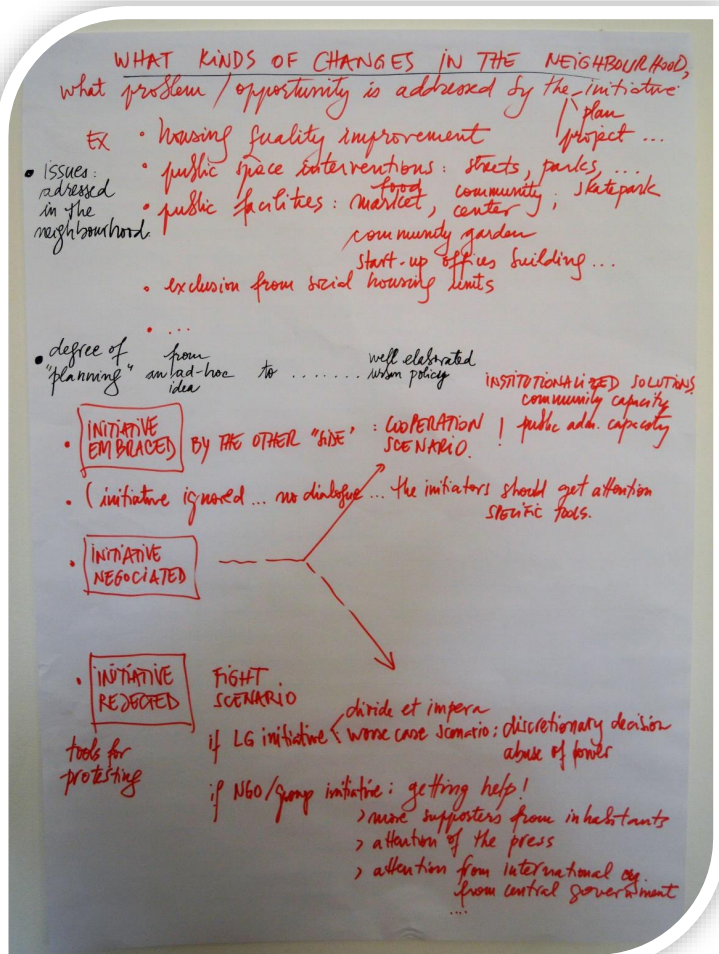 WHAT KINDS OF CHANGES IN THE NEIGHBOURHOOD,
what problem / opportunity is addressed by the initiative
plan
project ...
EX • housing quality improvement
• public space interventions: streets, parks, ...
• issues:
adressed
in the
neighbourhood.
• public facilities: food market, community center, skatepark
community garden
start-up offices building ...
• exclusion from social housing units
• ...
• degree of "planning" from an ad-hoc idea to ........ well elaborated urban policy
INSTITUTIONALIZED SOLUTIONS
community capacity
! public adm. capacity
• INITIATIVE EMBRACED BY THE OTHER "SIDE" : COOPERATION SCENARIO.
• (initiative ignored ... no dialogue ... the initiators should get attention
SPECIFIC TOOLS.
• INITIATIVE
NEGOCIATED
• INITIATIVE
REJECTED
FIGHT
SCENARIO
tools for
protesting
divide et impera
if LG initiative worse case scenario: discretionary decision
abuse of power
if NGO/group initiative: getting help!
> more supporters from inhabitants
> attention of the press
> attention from international og.
from central government
....